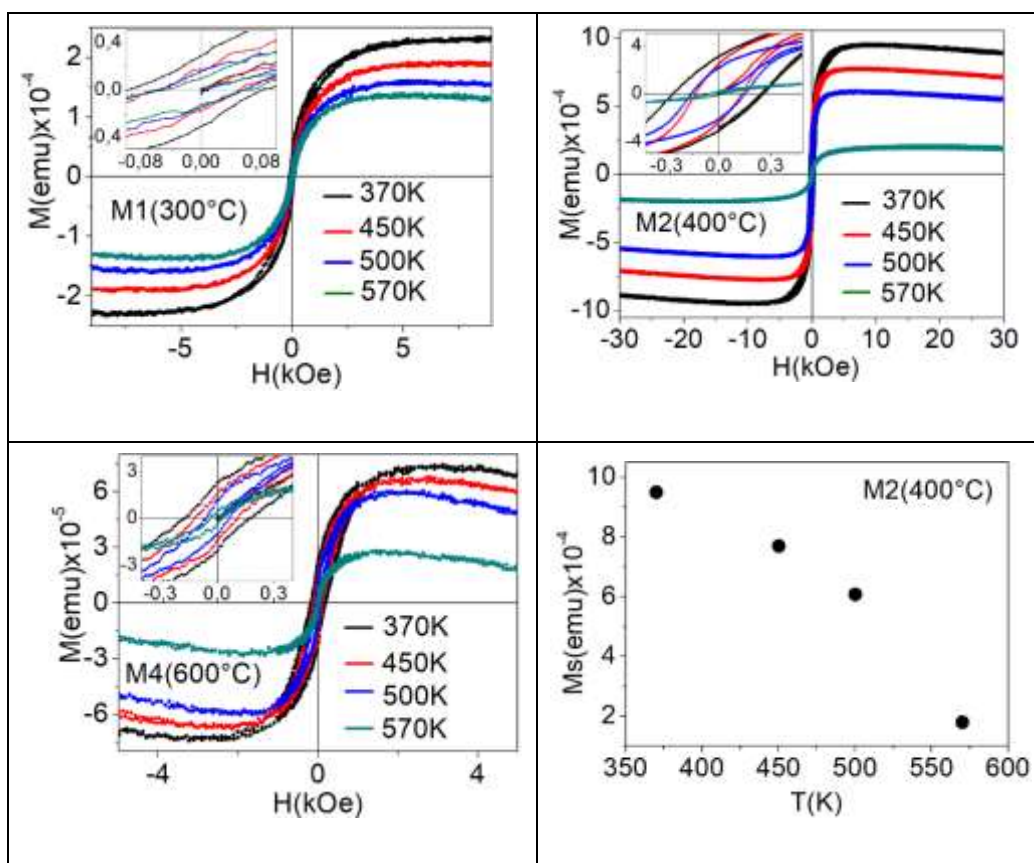 0,4
0,0
-0,4
-0,08 0,00 0,08
2
1
0
-1
-2
M(emu)x10⁻⁴
M1(300°C)
370K
450K
500K
570K
-5 0 5
H(kOe)
4
0
-4
-0,3 0,0 0,3
10
5
0
-5
-10
M(emu)x10⁻⁴
M2(400°C)
370K
450K
500K
570K
-30 -20 -10 0 10 20 30
H(kOe)
3
0
-3
-0,3 0,0 0,3
6
3
0
-3
-6
M(emu)x10⁻⁵
M4(600°C)
370K
450K
500K
570K
-4 0 4
H(kOe)
10
8
6
4
2
Ms(emu)x10⁻⁴
M2(400°C)
350 400 450 500 550 600
T(K)